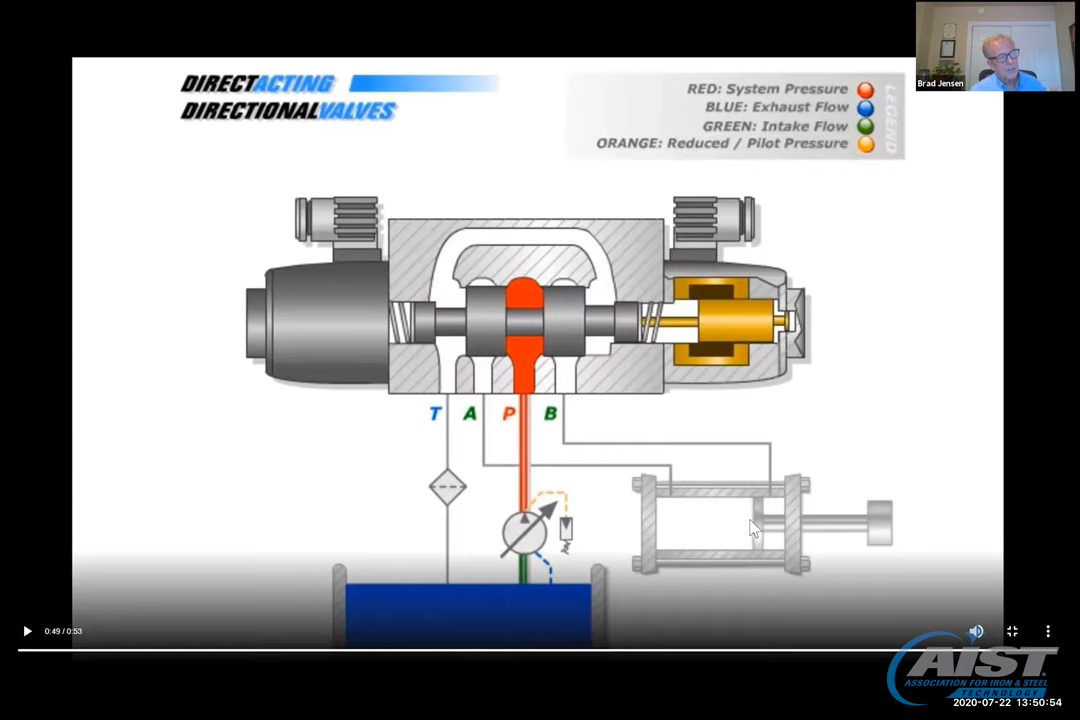 Brad Jensen
DIRECTACTING
DIRECTIONALVALVES
RED: System Pressure
BLUE: Exhaust Flow
GREEN: Intake Flow
ORANGE: Reduced / Pilot Pressure
LEGEND
T A P B
0:49 / 0:53
AIST
ASSOCIATION FOR IRON & STEEL
TECHNOLOGY
2020-07-22 13:50:54